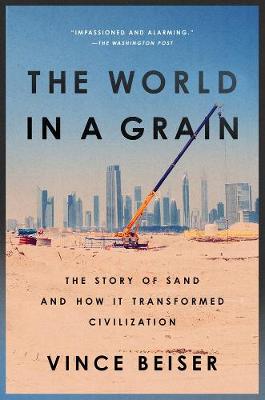 "IMPASSIONED AND ALARMING."
—THE WASHINGTON POST
THE WORLD
IN A GRAIN
THE STORY OF SAND
AND HOW IT TRANSFORMED
CIVILIZATION
VINCE BEISER